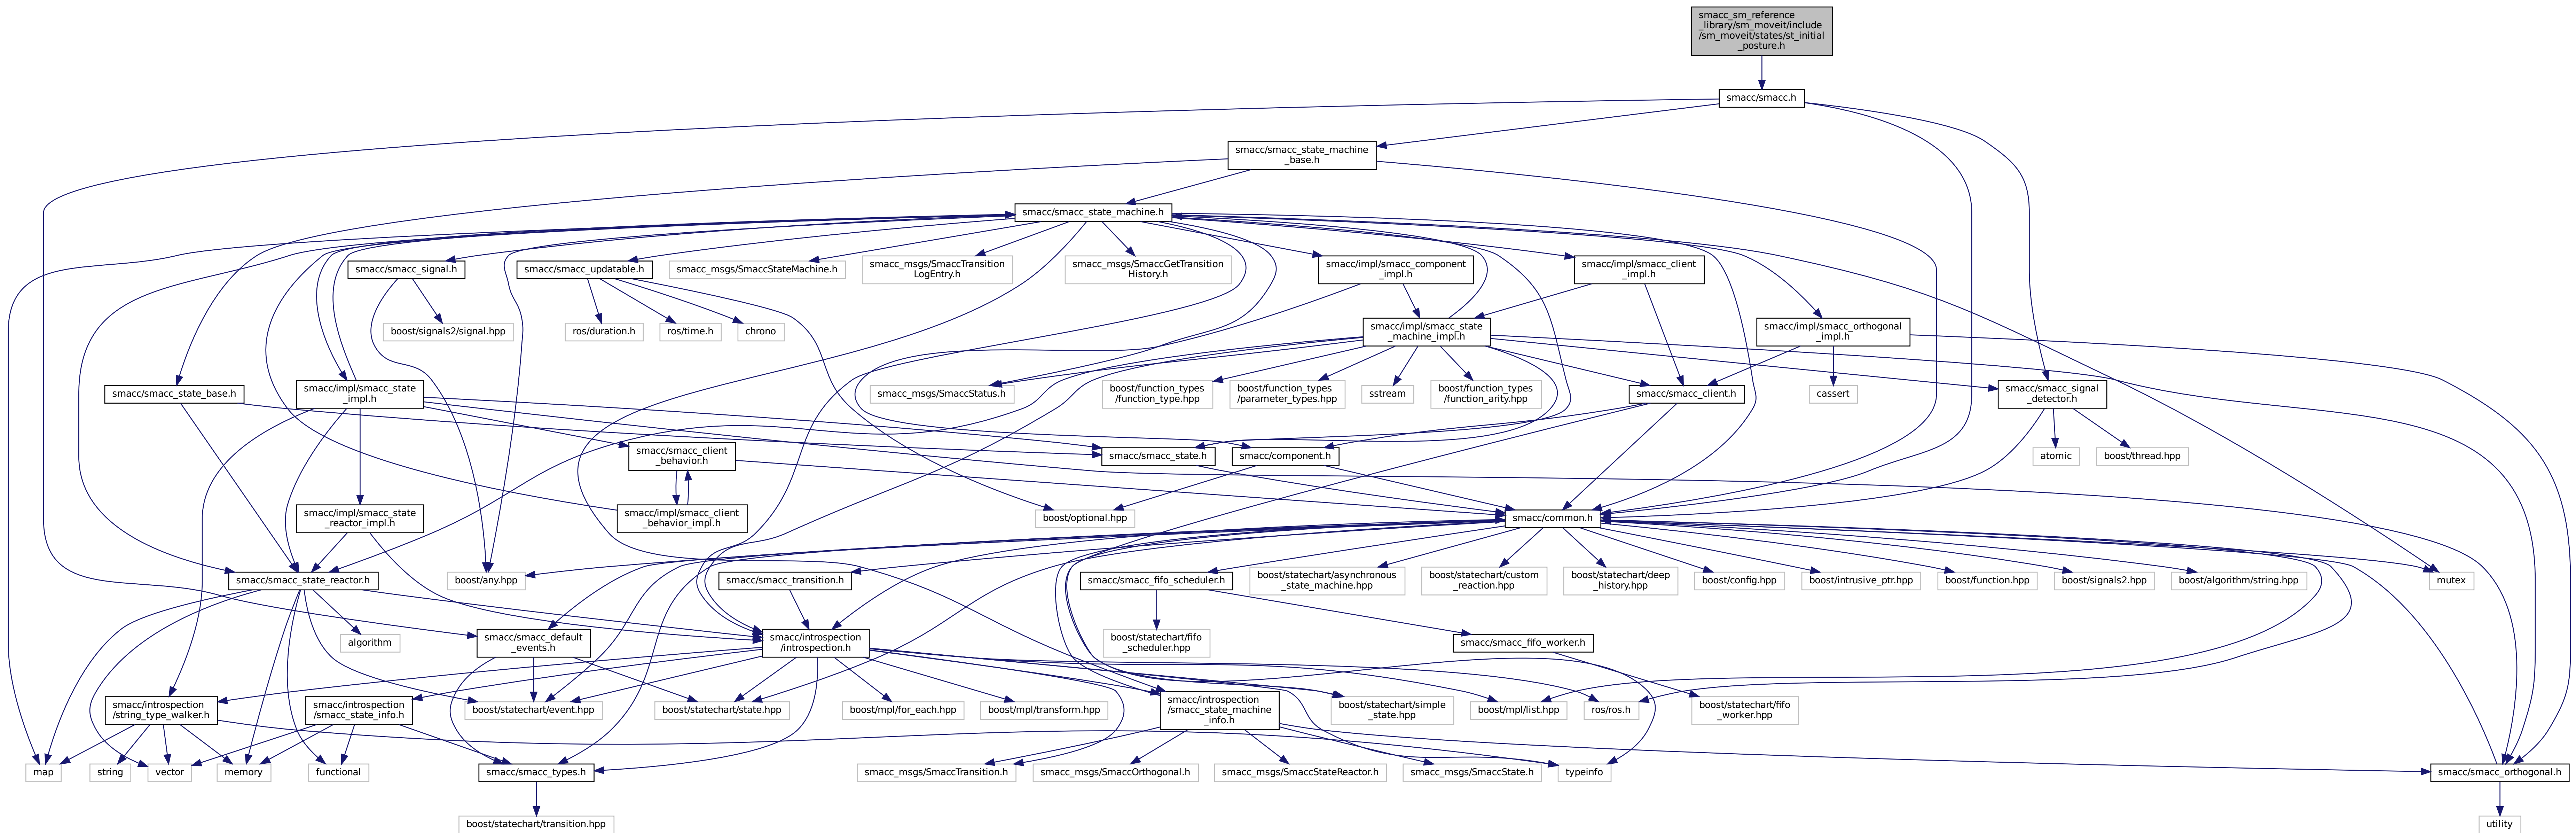 smacc_sm_reference
_library/sm_moveit/include
/sm_moveit/states/st_initial
_posture.h
smacc/smacc.h
smacc/smacc_state_machine
_base.h
smacc/smacc_state_machine.h
smacc/smacc_signal.h
smacc/smacc_updatable.h
smacc_msgs/SmaccStateMachine.h
smacc_msgs/SmaccTransition
LogEntry.h
smacc_msgs/SmaccGetTransition
History.h
smacc/impl/smacc_component
_impl.h
smacc/impl/smacc_client
_impl.h
boost/signals2/signal.hpp
ros/duration.h
ros/time.h
chrono
smacc/impl/smacc_state
_machine_impl.h
smacc/impl/smacc_orthogonal
_impl.h
smacc/smacc_state_base.h
smacc/impl/smacc_state
_impl.h
smacc_msgs/SmaccStatus.h
boost/function_types
/function_type.hpp
boost/function_types
/parameter_types.hpp
sstream
boost/function_types
/function_arity.hpp
smacc/smacc_client.h
cassert
smacc/smacc_signal
_detector.h
smacc/smacc_client
_behavior.h
smacc/smacc_state.h
smacc/component.h
atomic
boost/thread.hpp
smacc/impl/smacc_state
_reactor_impl.h
smacc/impl/smacc_client
_behavior_impl.h
boost/optional.hpp
smacc/common.h
smacc/smacc_state_reactor.h
boost/any.hpp
smacc/smacc_transition.h
smacc/smacc_fifo_scheduler.h
boost/statechart/asynchronous
_state_machine.hpp
boost/statechart/custom
_reaction.hpp
boost/statechart/deep
_history.hpp
boost/config.hpp
boost/intrusive_ptr.hpp
boost/function.hpp
boost/signals2.hpp
boost/algorithm/string.hpp
mutex
algorithm
smacc/smacc_default
_events.h
smacc/introspection
/introspection.h
boost/statechart/fifo
_scheduler.hpp
smacc/smacc_fifo_worker.h
smacc/introspection
/string_type_walker.h
smacc/introspection
/smacc_state_info.h
boost/statechart/event.hpp
boost/statechart/state.hpp
boost/mpl/for_each.hpp
boost/mpl/transform.hpp
smacc/introspection
/smacc_state_machine
_info.h
boost/statechart/simple
_state.hpp
boost/mpl/list.hpp
ros/ros.h
boost/statechart/fifo
_worker.hpp
map
string
vector
memory
functional
smacc/smacc_types.h
smacc_msgs/SmaccTransition.h
smacc_msgs/SmaccOrthogonal.h
smacc_msgs/SmaccStateReactor.h
smacc_msgs/SmaccState.h
typeinfo
smacc/smacc_orthogonal.h
boost/statechart/transition.hpp
utility